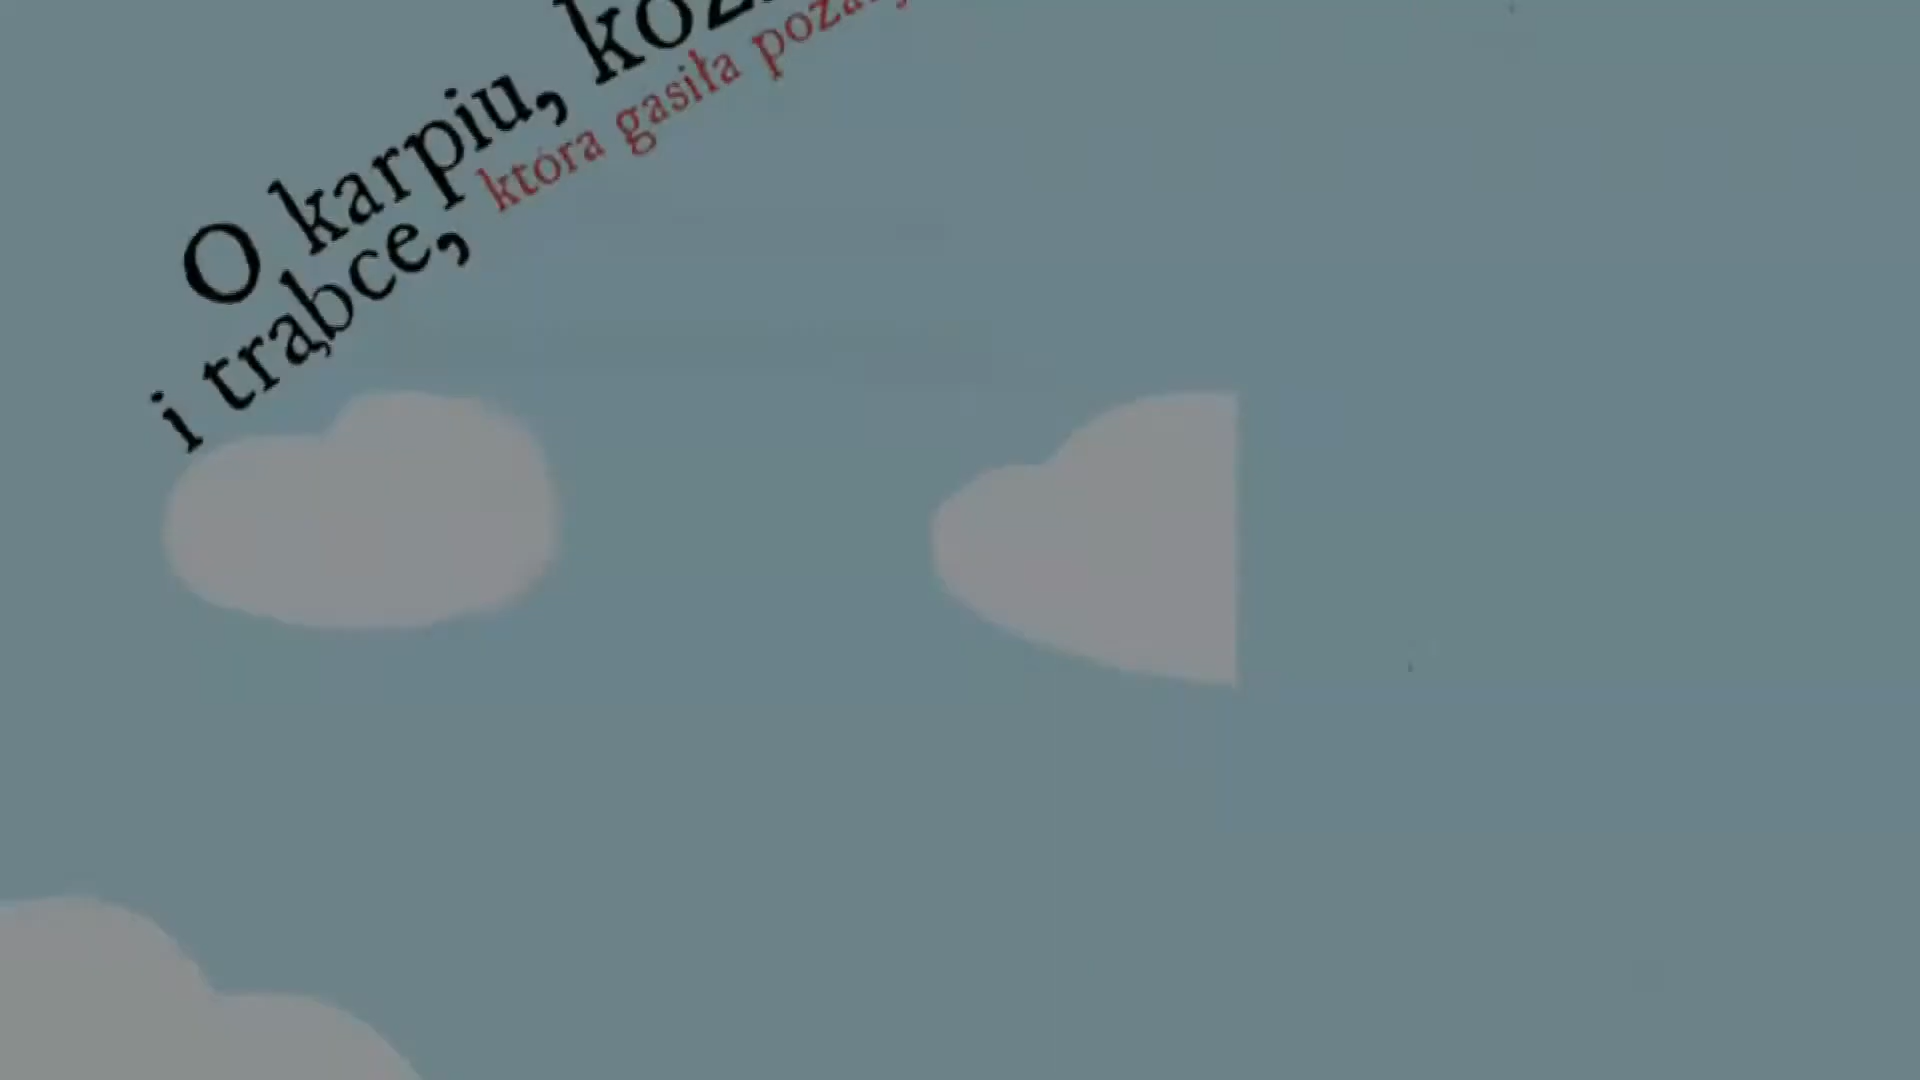 O karpiu,
i trąbce,
która gasiła